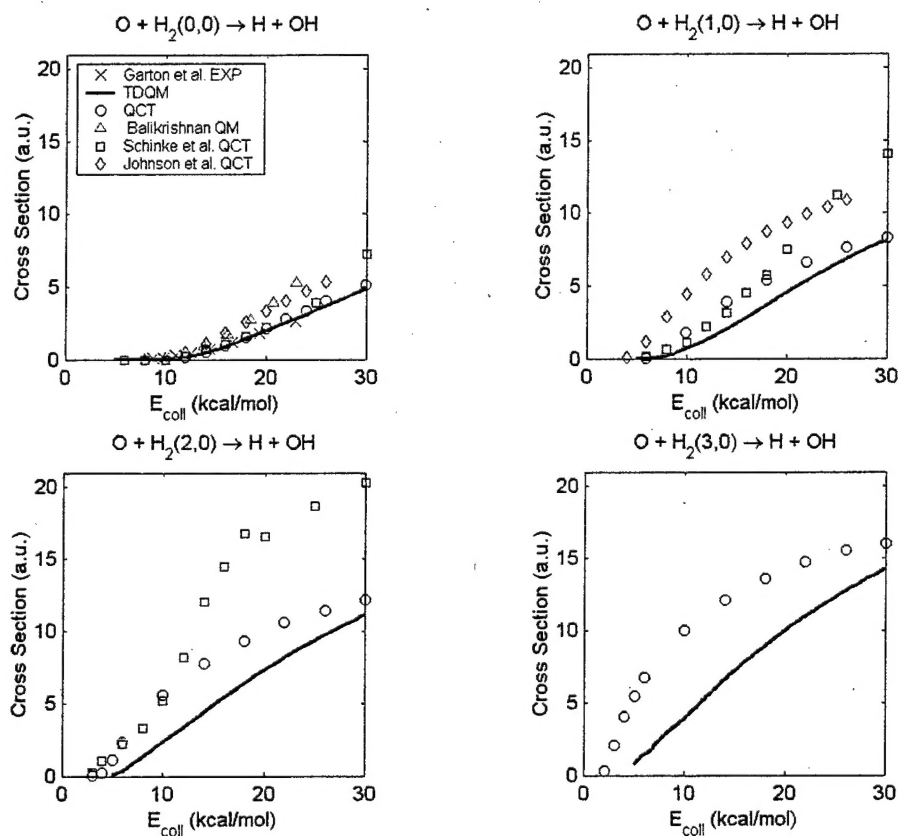 O + H2(0,0) → H + OH
20
15
10
5
0
Cross Section (a.u.)
Garton et al. EXP
TDQM
QCT
Balikrishnan QM
Schinke et al. QCT
Johnson et al. QCT
0 10 20 30
Ecoll (kcal/mol)
O + H2(1,0) → H + OH
20
15
10
5
0
Cross Section (a.u.)
0 10 20 30
Ecoll (kcal/mol)
O + H2(2,0) → H + OH
20
15
10
5
0
Cross Section (a.u.)
0 10 20 30
Ecoll (kcal/mol)
O + H2(3,0) → H + OH
20
15
10
5
0
Cross Section (a.u.)
0 10 20 30
Ecoll (kcal/mol)